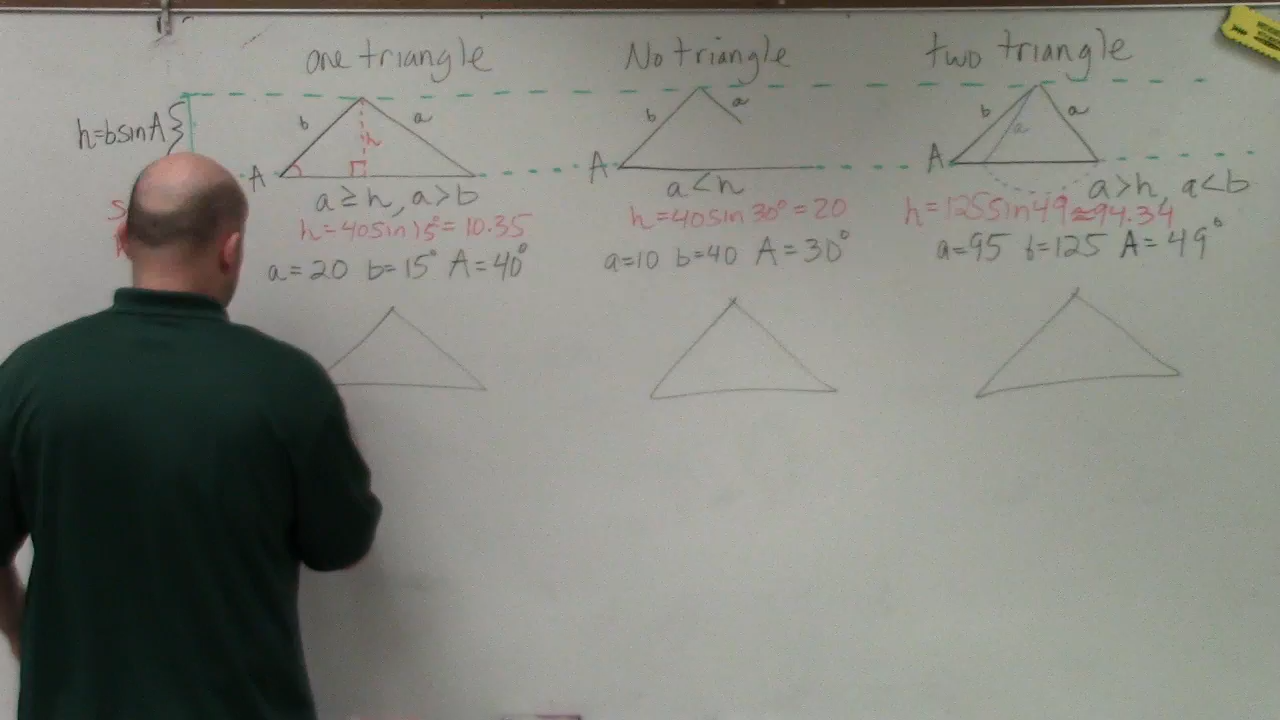 one triangle
No triangle
two triangle
h=bsinA
b
a
h
A
a≥h, a>b
h=40sin15°=10.35
a=20 b=15° A=40°
b
a
A
a<h
h=40sin30°=20
a=10 b=40 A=30°
b
a
a
A
a>h, a<b
h=125sin49≈94.34
a=95 b=125 A=49°